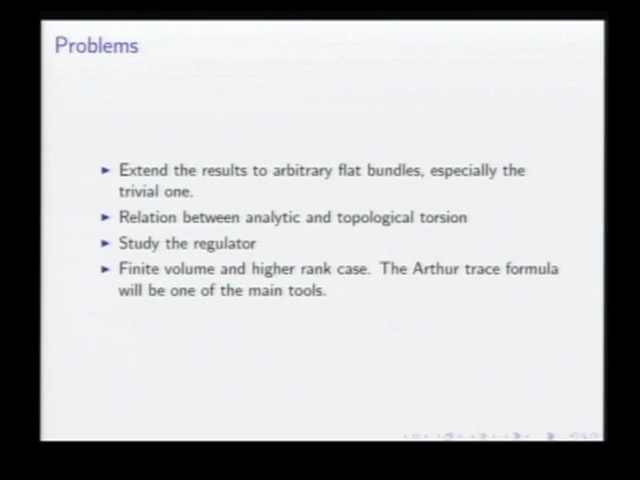 Problems
Extend the results to arbitrary flat bundles, especially the
trivial one.
Relation between analytic and topological torsion
Study the regulator
Finite volume and higher rank case. The Arthur trace formula
will be one of the main tools.